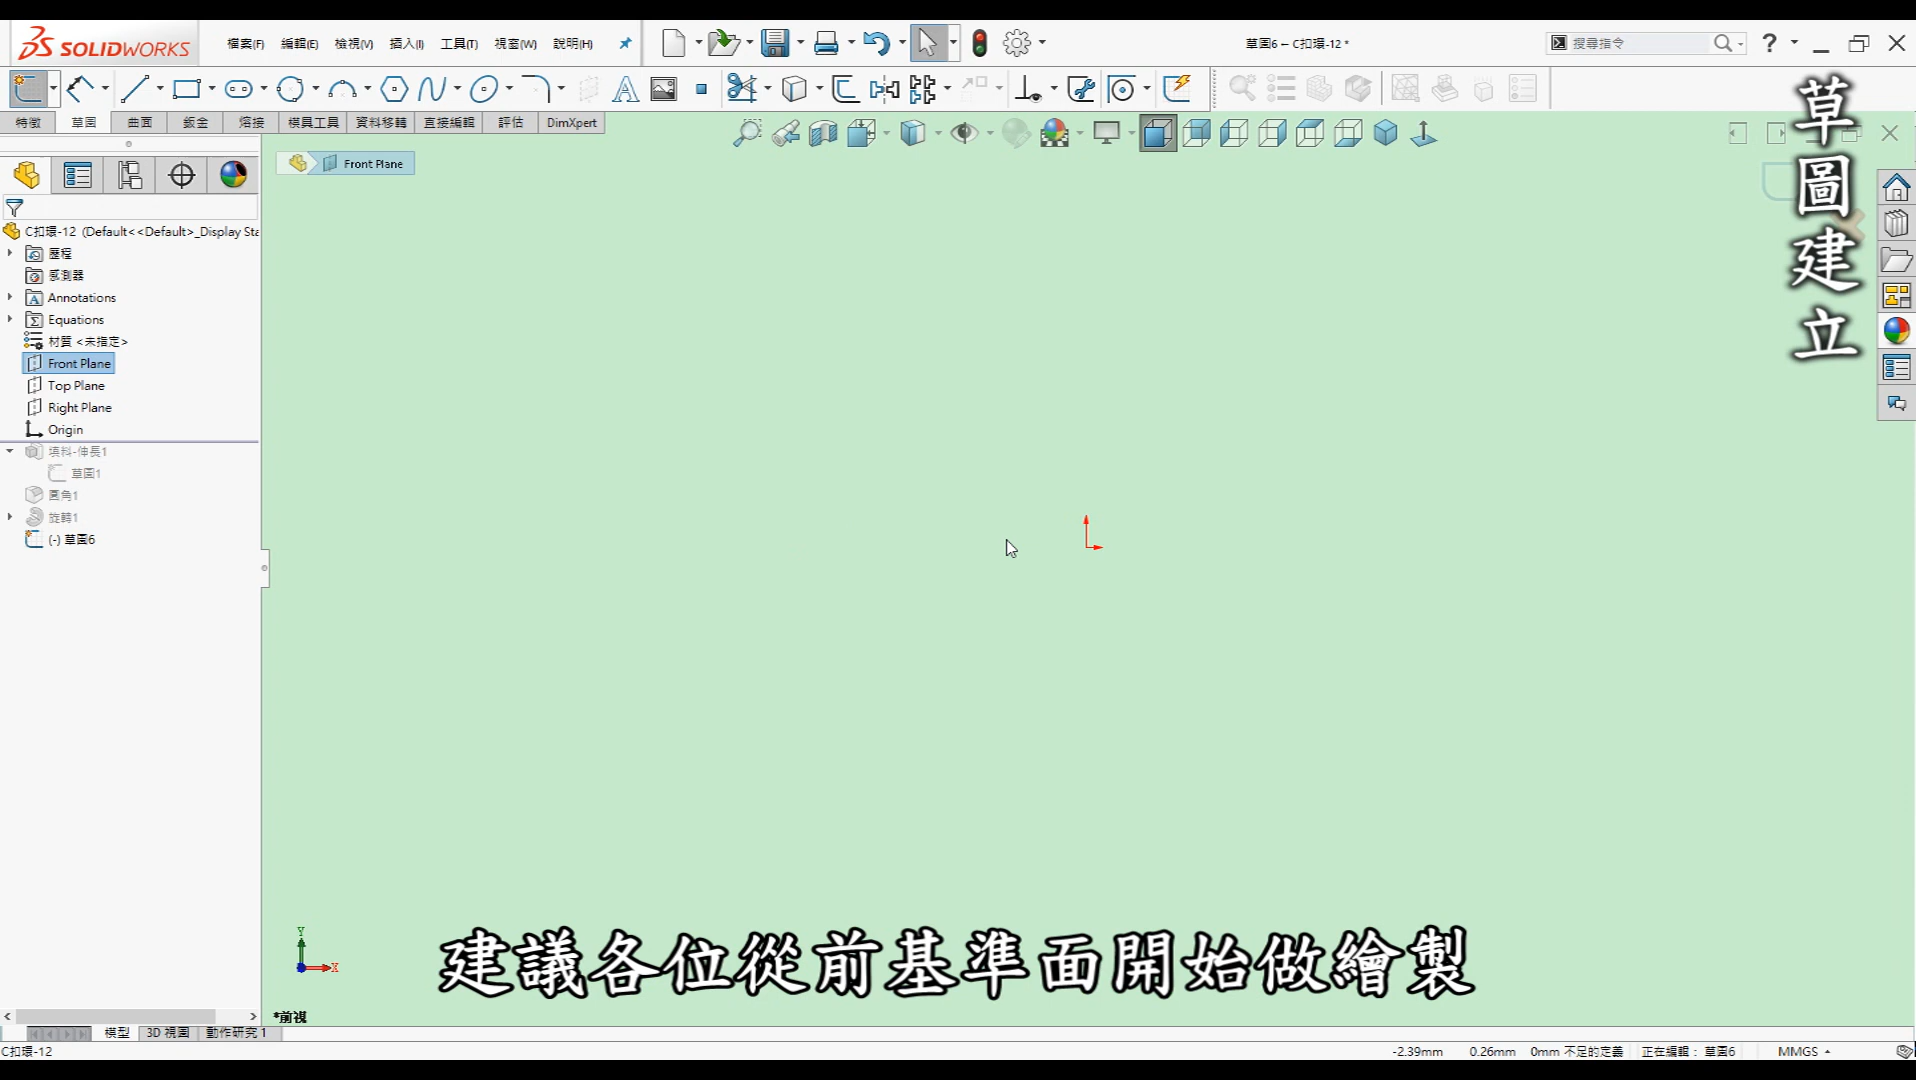 SOLIDWORKS
檔案(F) 編輯(E) 檢視(V) 插入(I) 工具(T) 視窗(W) 說明(H)
草圖6 – C扣環-12 *
搜尋指令
特徵 草圖 曲面 鈑金 熔接 模具工具 資料移轉 直接編輯 評估 DimXpert
Front Plane
草圖建立
C扣環-12 (Default<<Default>_Display Sta
歷程
感測器
Annotations
Equations
材質 <未指定>
Front Plane
Top Plane
Right Plane
Origin
填料-伸長1
草圖1
圓角1
旋轉1
(-) 草圖6
Y
X
建議各位從前基準面開始做繪製
*前視
模型 3D 視圖 動作研究 1
C扣環-12
-2.39mm 0.26mm 0mm 不足的定義 正在編輯： 草圖6 MMGS